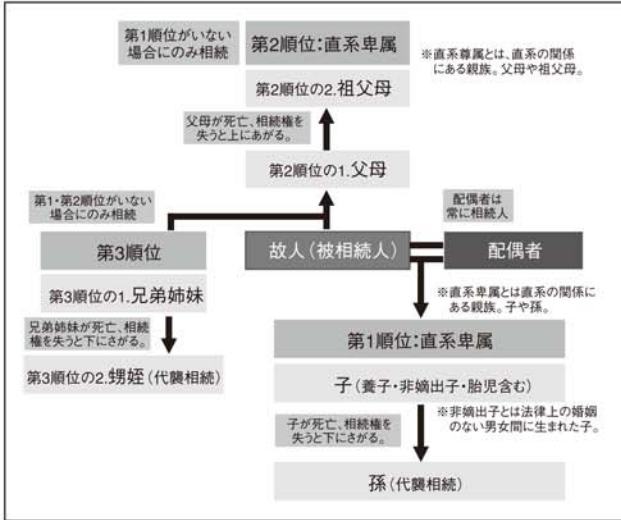 第1順位がいない
場合にのみ相続
第2順位：直系卑属
※直系尊属とは、直系の関係
にある親族。父母や祖父母。
第2順位の2.祖父母
父母が死亡、相続権を
失うと上にあがる。
第2順位の1.父母
第1・第2順位がいない
場合にのみ相続
配偶者は
常に相続人
第3順位
故人（被相続人）
配偶者
第3順位の1.兄弟姉妹
※直系卑属とは直系の関係に
ある親族。子や孫。
兄弟姉妹が死亡、相続
権を失うと下にさがる。
第1順位：直系卑属
第3順位の2.甥姪（代襲相続）
子（養子・非嫡出子・胎児含む）
子が死亡、相続権を
失うと下にさがる。
※非嫡出子とは法律上の婚姻
のない男女間に生まれた子。
孫（代襲相続）